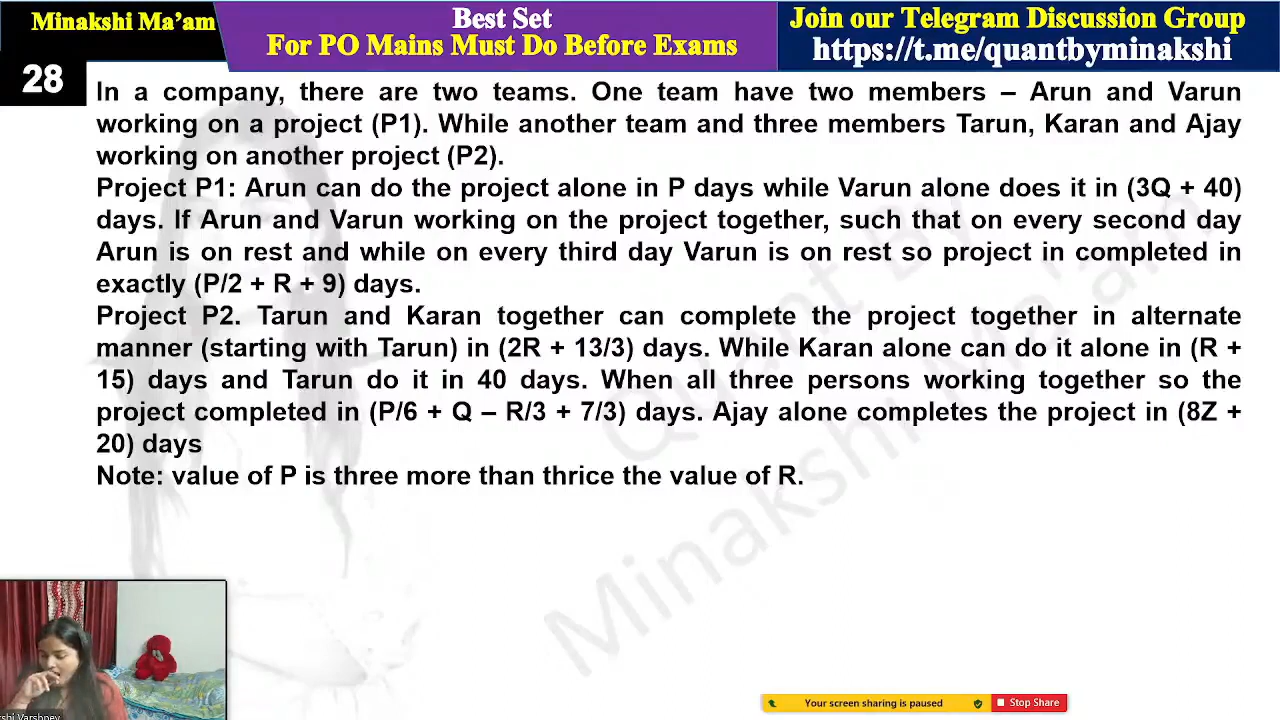 Minakshi Ma’am
Best Set
For PO Mains Must Do Before Exams
Join our Telegram Discussion Group
https://t.me/quantbyminakshi
28
In a company, there are two teams. One team have two members – Arun and Varun
working on a project (P1). While another team and three members Tarun, Karan and Ajay
working on another project (P2).
Project P1: Arun can do the project alone in P days while Varun alone does it in (3Q + 40)
days. If Arun and Varun working on the project together, such that on every second day
Arun is on rest and while on every third day Varun is on rest so project in completed in
exactly (P/2 + R + 9) days.
Project P2. Tarun and Karan together can complete the project together in alternate
manner (starting with Tarun) in (2R + 13/3) days. While Karan alone can do it alone in (R +
15) days and Tarun do it in 40 days. When all three persons working together so the
project completed in (P/6 + Q – R/3 + 7/3) days. Ajay alone completes the project in (8Z +
20) days
Note: value of P is three more than thrice the value of R.
Quant By
Minakshi Ma'am
Varshney
Your screen sharing is paused
Stop Share